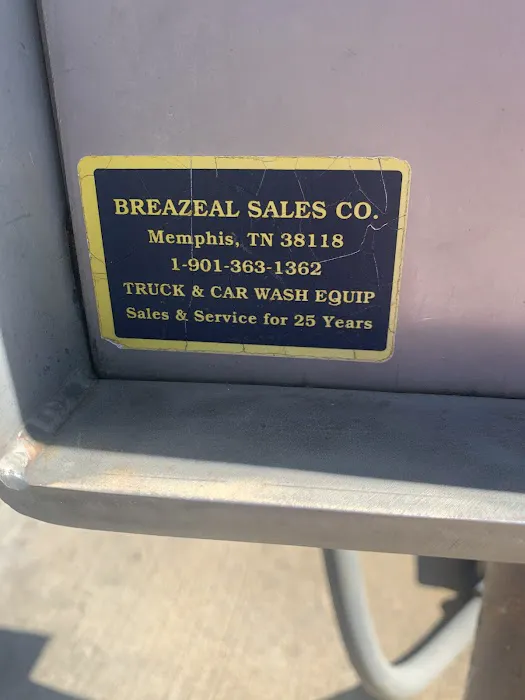 BREAZEAL SALES CO.
Memphis, TN 38118
1-901-363-1362
TRUCK & CAR WASH EQUIP
Sales & Service for 25 Years